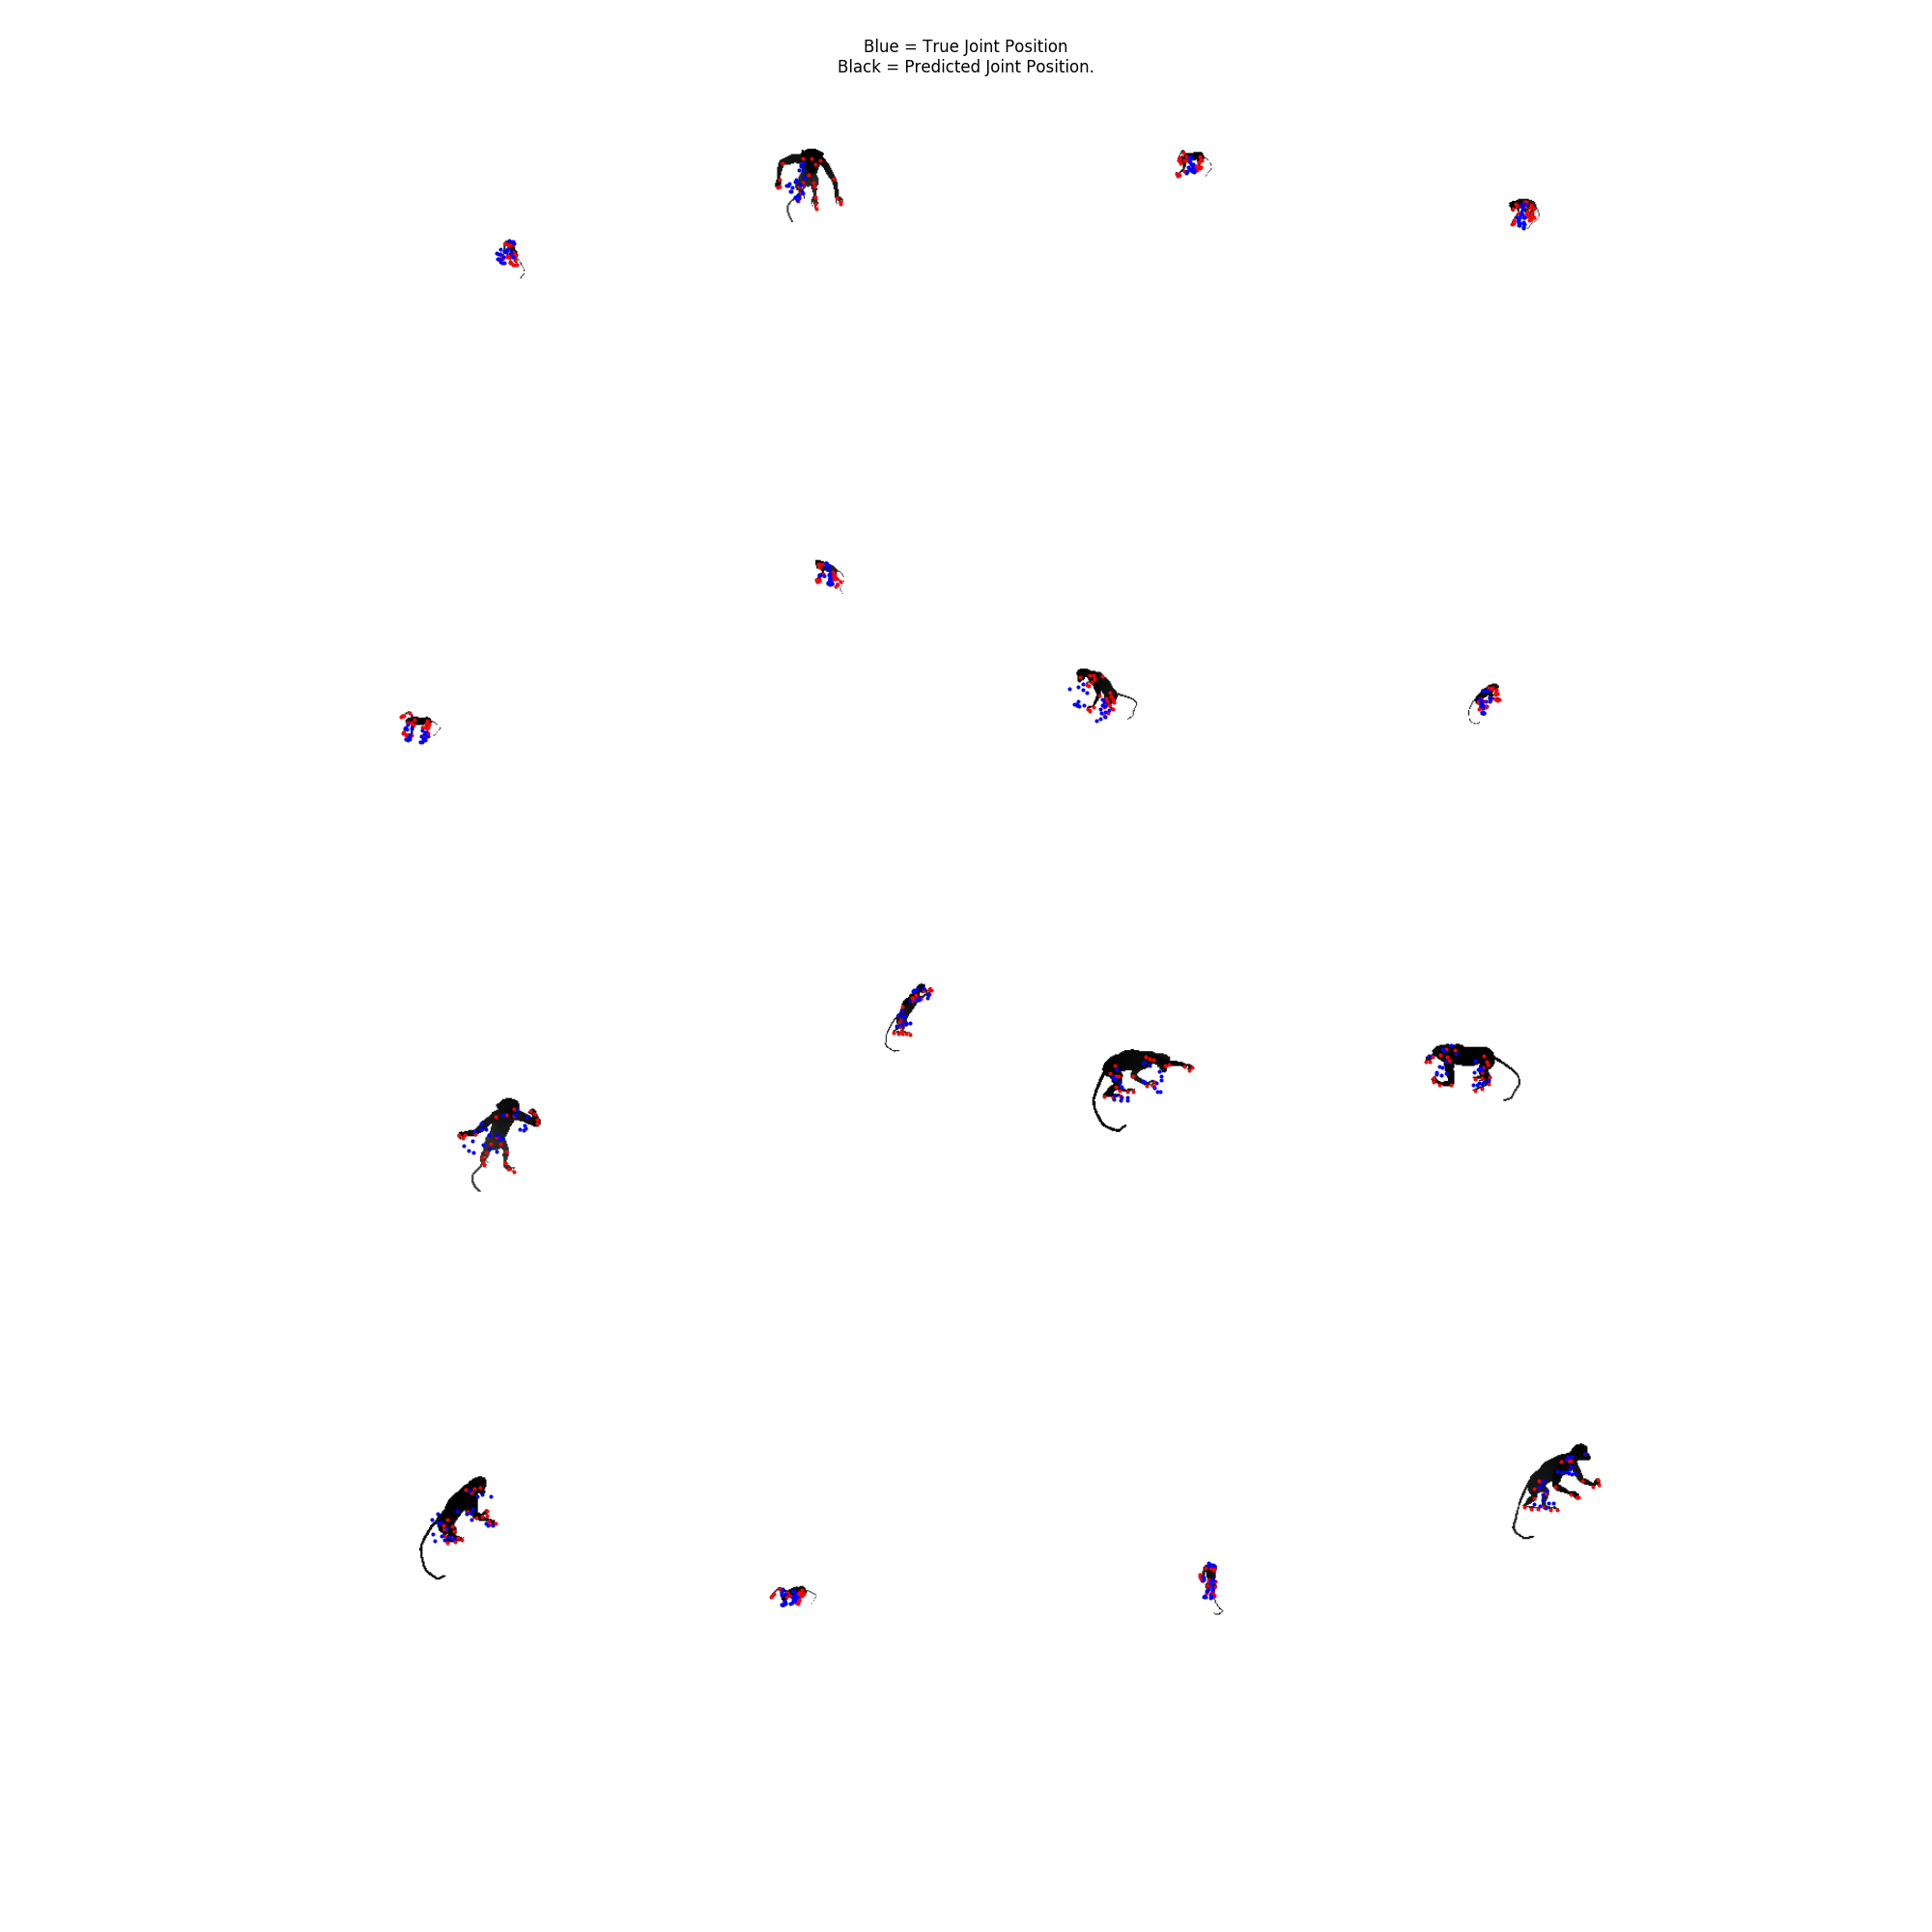 Blue = True Joint Position
Black = Predicted Joint Position.